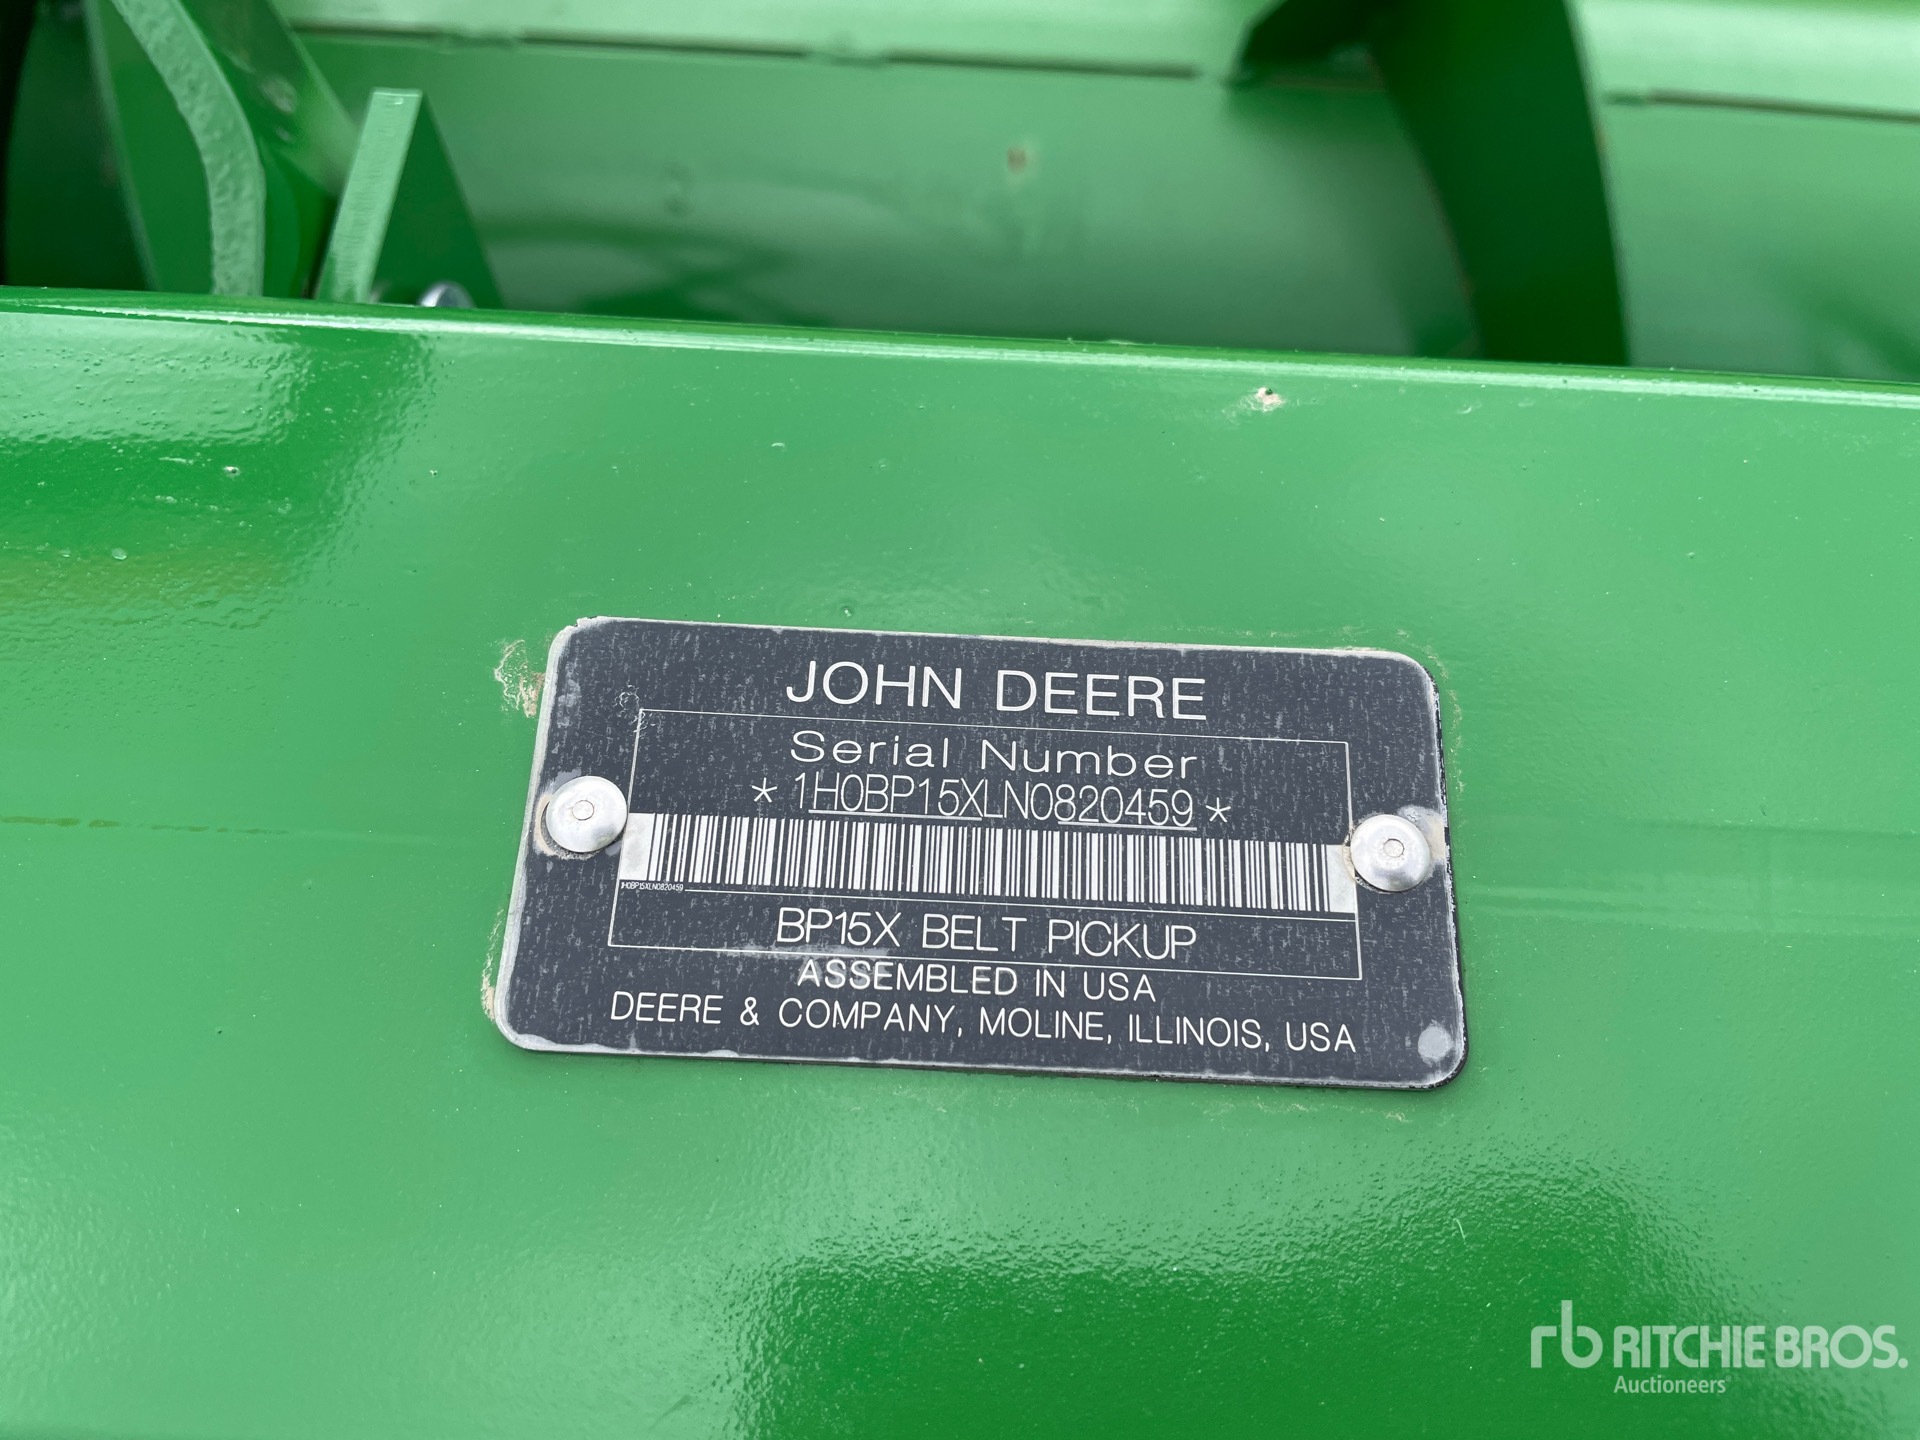 JOHN DEERE
Serial Number
* 1H0BP15XLN0820459 *
1H0BP15XLN0820459
BP15X BELT PICKUP
ASSEMBLED IN USA
DEERE & COMPANY, MOLINE, ILLINOIS, USA
rb RITCHIE BROS.
Auctioneers